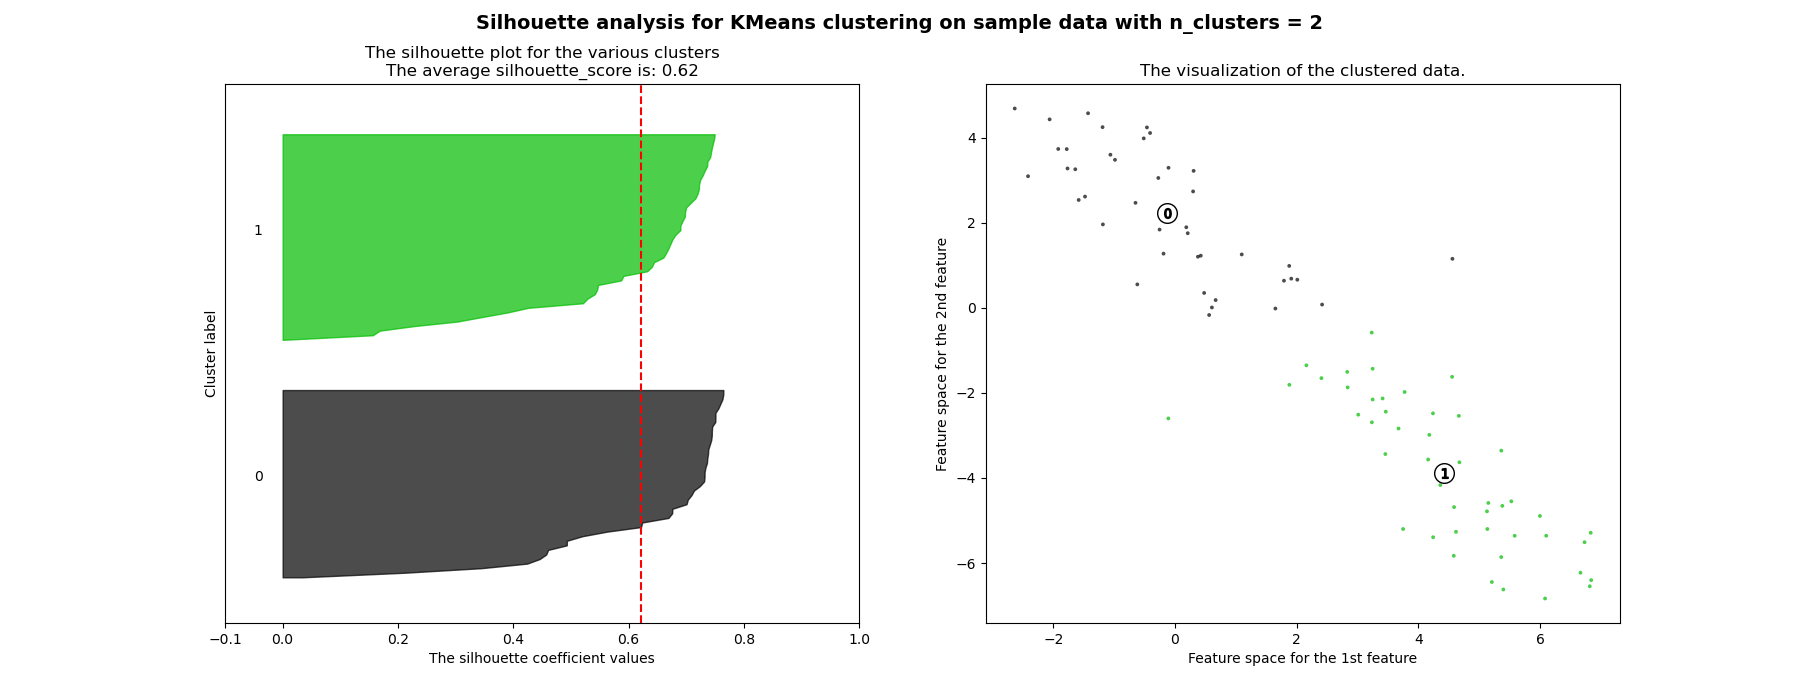 Silhouette analysis for KMeans clustering on sample data with n_clusters = 2
The silhouette plot for the various clusters
The average silhouette_score is: 0.62
Cluster label
1
0
−0.1 0.0 0.2 0.4 0.6 0.8 1.0
The silhouette coefficient values
The visualization of the clustered data.
Feature space for the 2nd feature
4
2
0
−2
−4
−6
0
1
−2 0 2 4 6
Feature space for the 1st feature